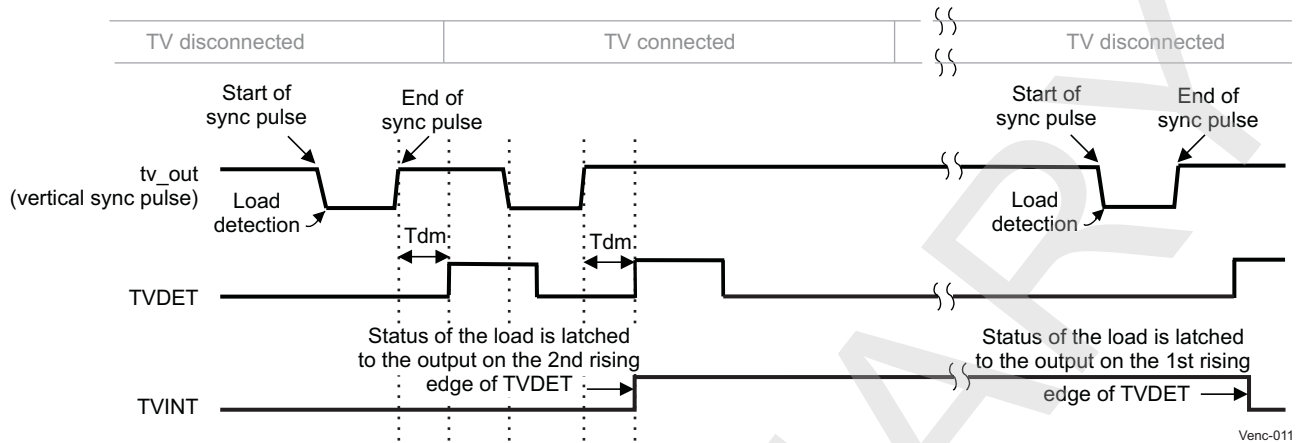 TV disconnected
TV connected
TV disconnected
Start of
sync pulse
End of
sync pulse
Start of
sync pulse
End of
sync pulse
tv_out
(vertical sync pulse)
Load
detection
Load
detection
Tdm
Tdm
TVDET
Status of the load is latched
to the output on the 2nd rising
edge of TVDET
Status of the load is latched
to the output on the 1st rising
edge of TVDET
TVINT
Venc-011